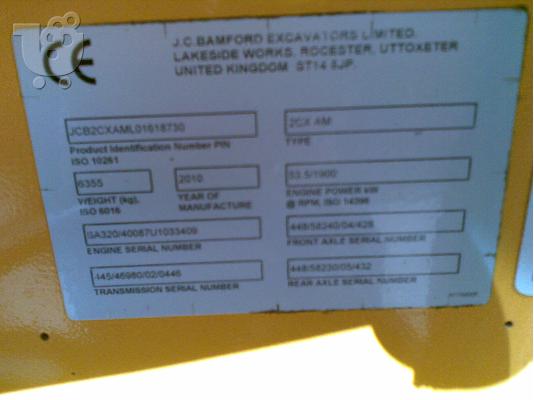 CE
J.C.BAMFORD EXCAVATORS LIMITED.
LAKESIDE WORKS, ROCESTER, UTTOXETER
UNITED KINGDOM ST14 5JP.
JCB2CXAML01618730
Product Identification Number PIN
ISO 10261
2CX AM
TYPE
6355
WEIGHT (kg),
ISO 6016
2010
YEAR OF
MANUFACTURE
53.5/1900
ENGINE POWER kW
@ RPM, ISO 14396
SA320/40087U1033409
ENGINE SERIAL NUMBER
448/58240/04/428
FRONT AXLE SERIAL NUMBER
445/46980/02/0446
TRANSMISSION SERIAL NUMBER
448/58230/05/432
REAR AXLE SERIAL NUMBER